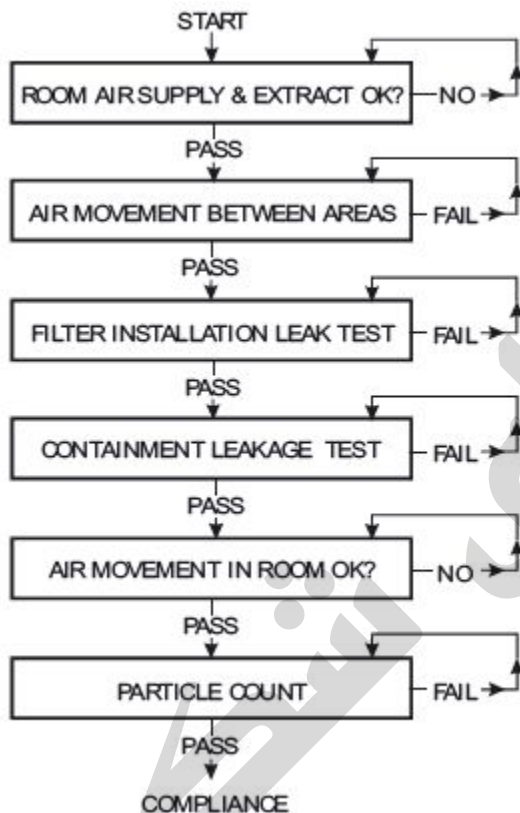 START
ROOM AIR SUPPLY & EXTRACT OK?
NO
PASS
AIR MOVEMENT BETWEEN AREAS
FAIL
PASS
FILTER INSTALLATION LEAK TEST
FAIL
PASS
CONTAINMENT LEAKAGE TEST
FAIL
PASS
AIR MOVEMENT IN ROOM OK?
NO
PASS
PARTICLE COUNT
FAIL
PASS
COMPLIANCE